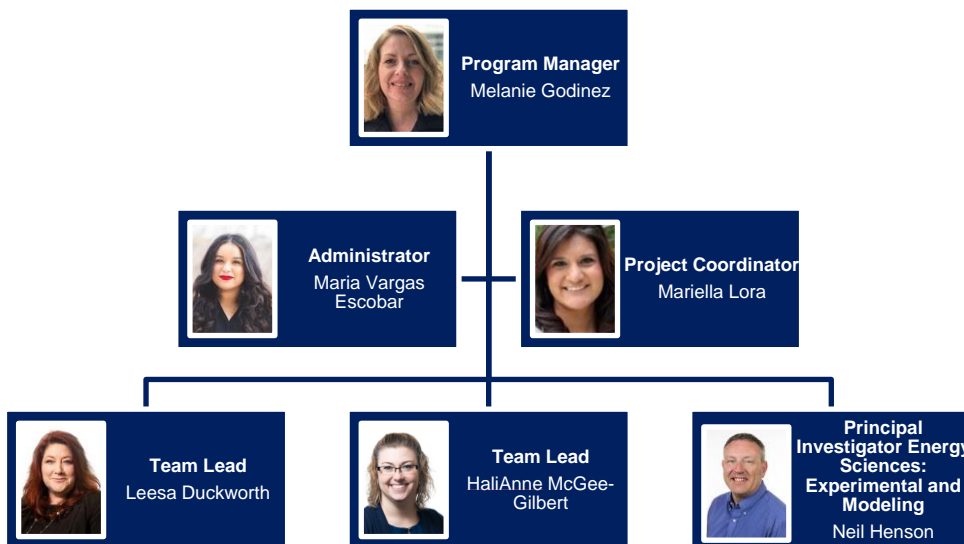 Program Manager
Melanie Godinez
Administrator
Maria Vargas
Escobar
Project Coordinator
Mariella Lora
Team Lead
Leesa Duckworth
Team Lead
HaliAnne McGee-
Gilbert
Principal
Investigator Energy
Sciences:
Experimental and
Modeling
Neil Henson